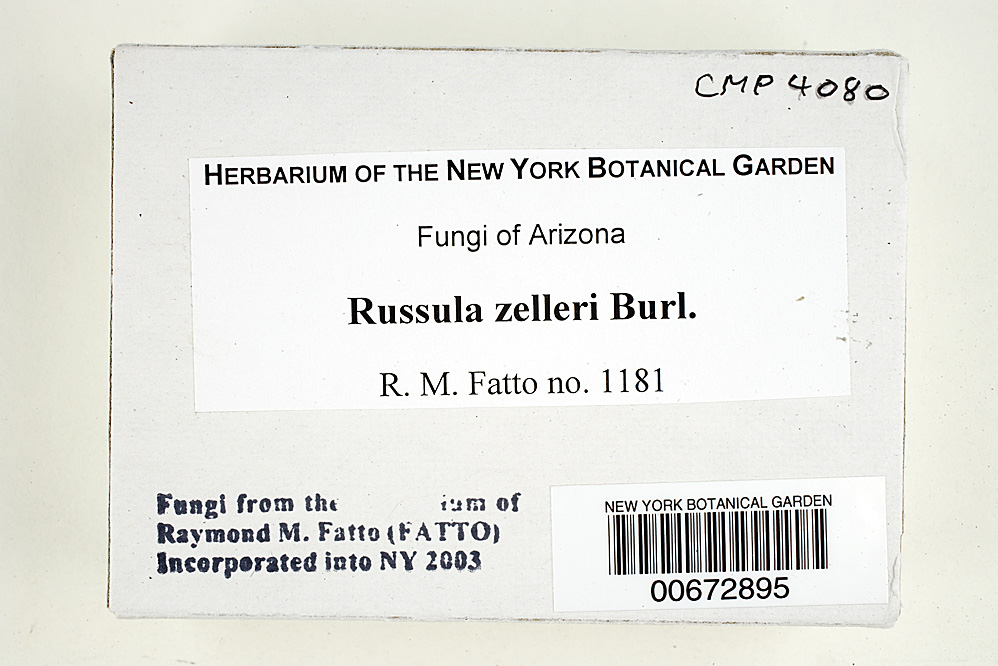 CMP 4080
HERBARIUM OF THE NEW YORK BOTANICAL GARDEN
Fungi of Arizona
Russula zelleri Burl.
R. M. Fatto no. 1181
Fungi from the
of
Raymond M. Fatto (FATTO)
Incorporated into NY 2003
NEW YORK BOTANICAL GARDEN
00672895